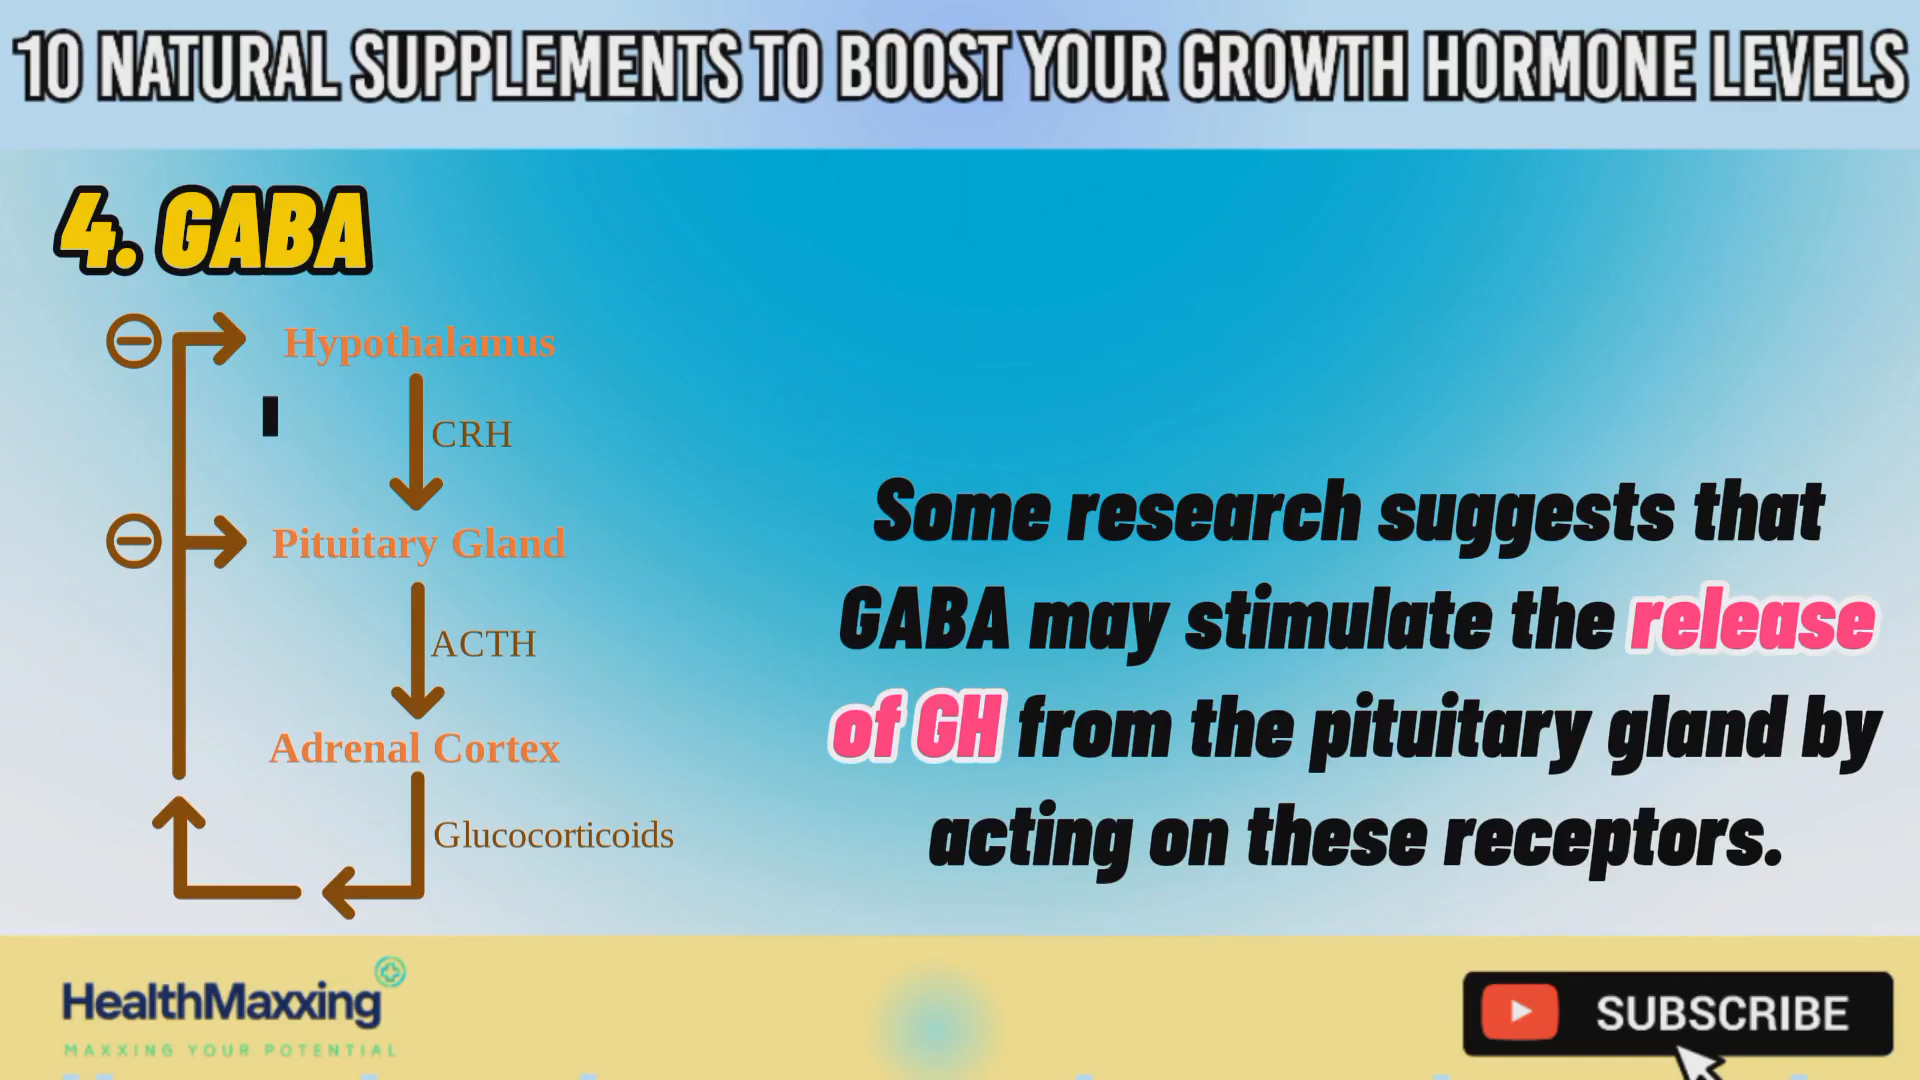 10 NATURAL SUPPLEMENTS TO BOOST YOUR GROWTH HORMONE LEVELS
4. GABA
Hypothalamus
CRH
Pituitary Gland
ACTH
Adrenal Cortex
Glucocorticoids
Some research suggests that
GABA may stimulate the release
of GH from the pituitary gland by
acting on these receptors.
HealthMaxxing
MAXXING YOUR POTENTIAL
SUBSCRIBE